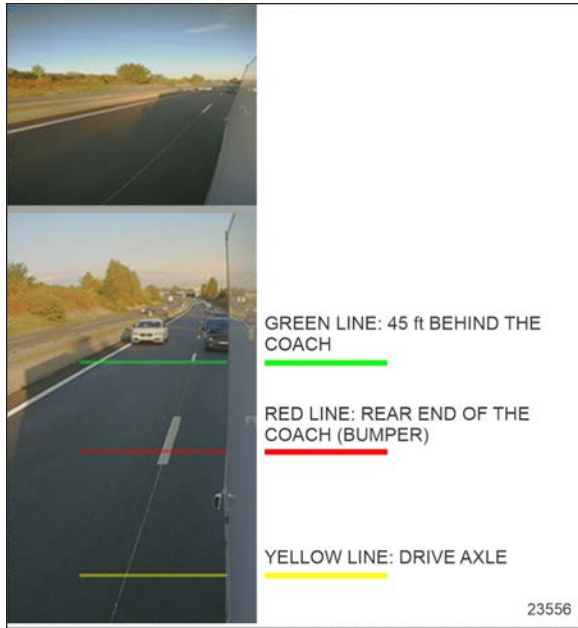 GREEN LINE: 45 ft BEHIND THE
COACH
RED LINE: REAR END OF THE
COACH (BUMPER)
YELLOW LINE: DRIVE AXLE
23556